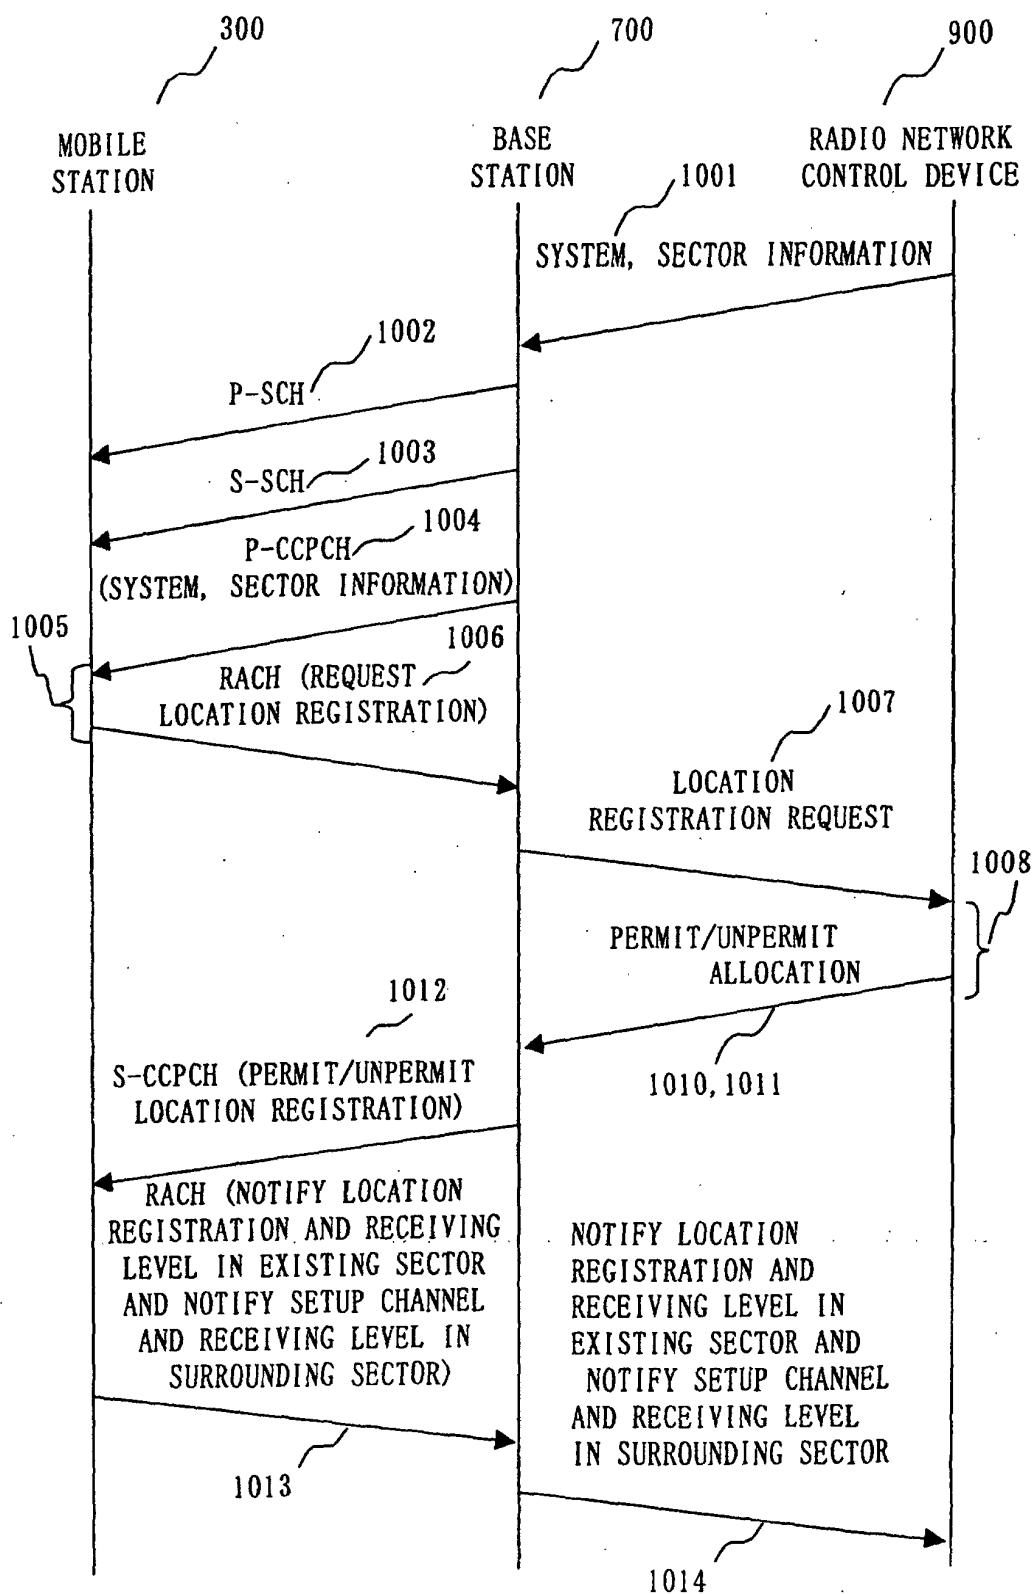 300
700
900
MOBILE
STATION
BASE
STATION
RADIO NETWORK
CONTROL DEVICE
1001
SYSTEM, SECTOR INFORMATION
1002
P-SCH
1003
S-SCH
1004
P-CCPCH
(SYSTEM, SECTOR INFORMATION)
1005
1006
RACH (REQUEST
LOCATION REGISTRATION)
1007
LOCATION
REGISTRATION REQUEST
1008
PERMIT/UNPERMIT
ALLOCATION
1010, 1011
1012
S-CCPCH (PERMIT/UNPERMIT
LOCATION REGISTRATION)
RACH (NOTIFY LOCATION
REGISTRATION AND RECEIVING
LEVEL IN EXISTING SECTOR
AND NOTIFY SETUP CHANNEL
AND RECEIVING LEVEL IN
SURROUNDING SECTOR)
1013
NOTIFY LOCATION
REGISTRATION AND
RECEIVING LEVEL IN
EXISTING SECTOR AND
NOTIFY SETUP CHANNEL
AND RECEIVING LEVEL
IN SURROUNDING SECTOR
1014